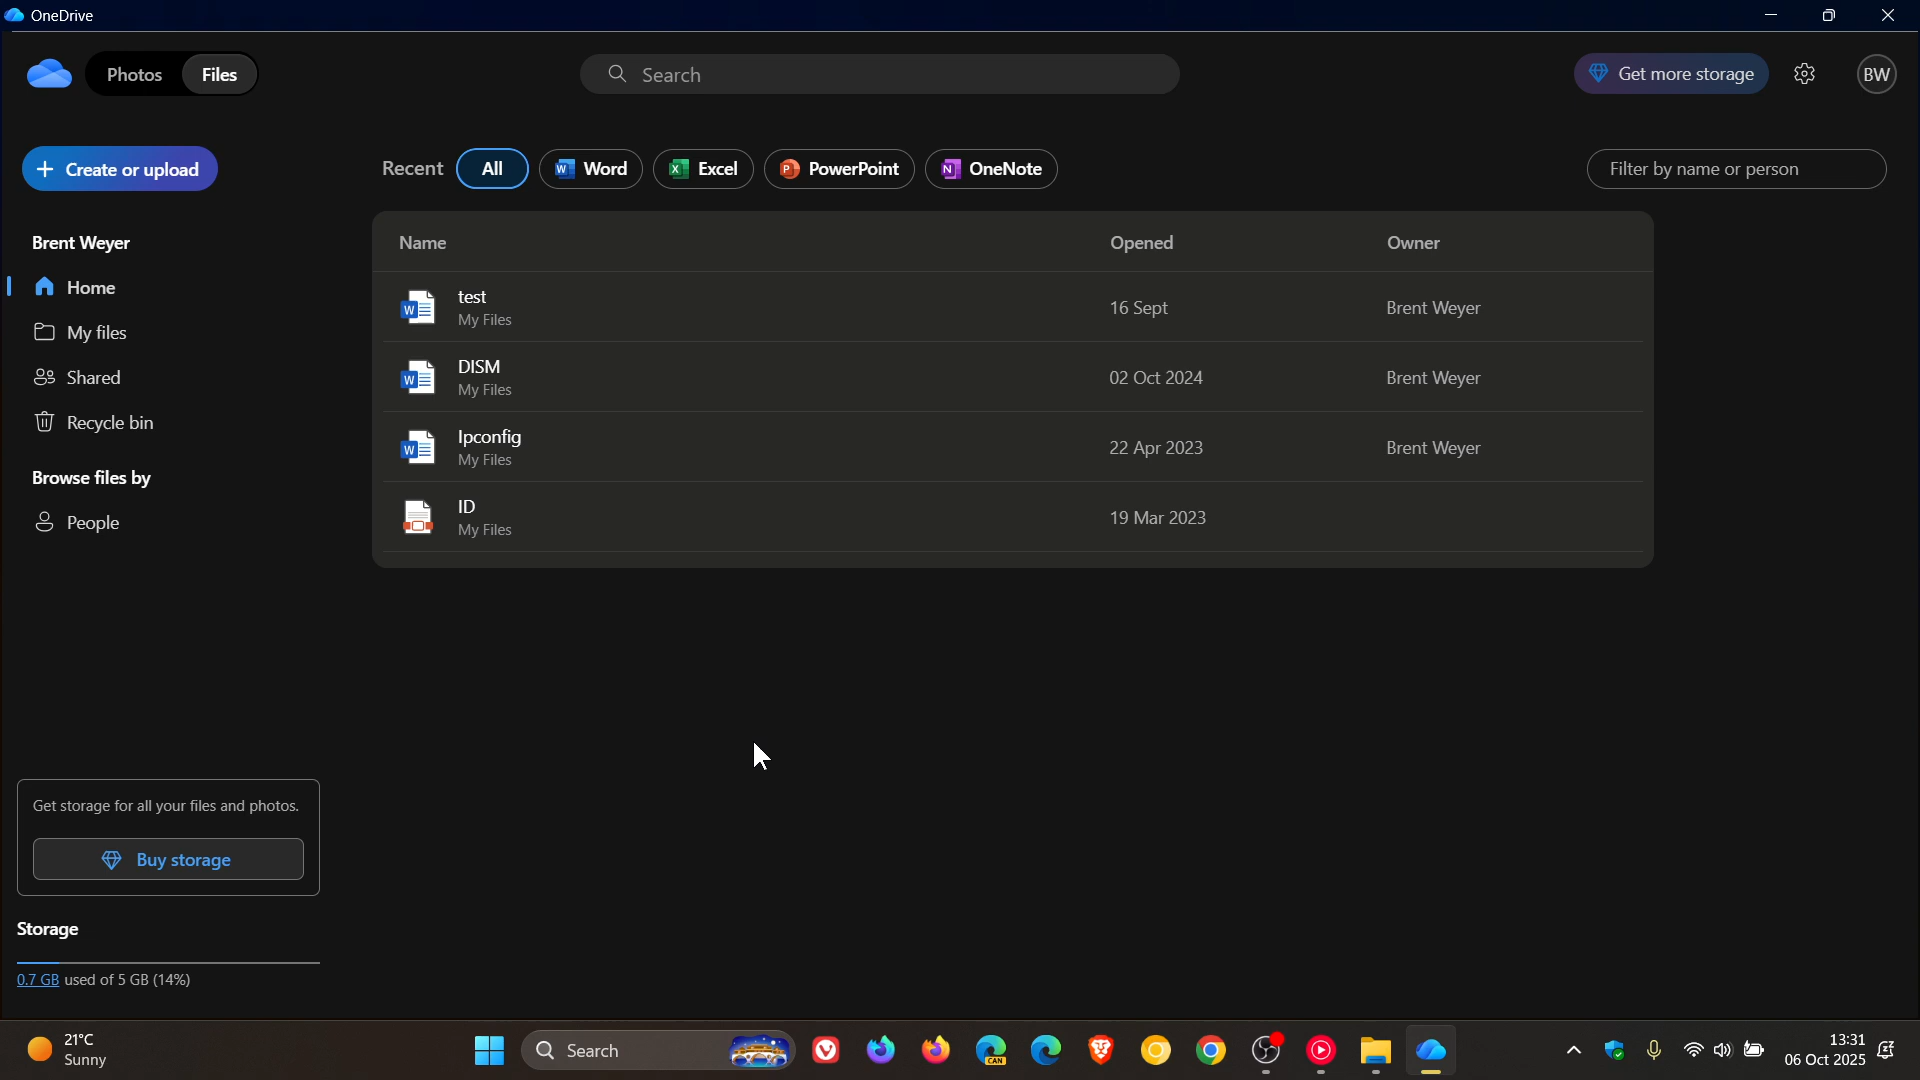 OneDrive
Photos
Files
Search
Get more storage
BW
Create or upload
Recent
All
Word
Excel
PowerPoint
OneNote
Filter by name or person
Brent Weyer
Home
My files
Shared
Recycle bin
Browse files by
People
Name
Opened
Owner
test
My Files
16 Sept
Brent Weyer
DISM
My Files
02 Oct 2024
Brent Weyer
Ipconfig
My Files
22 Apr 2023
Brent Weyer
ID
My Files
19 Mar 2023
Get storage for all your files and photos.
Buy storage
Storage
0.7 GB used of 5 GB (14%)
21°C
Sunny
Search
CAN
13:31
06 Oct 2025